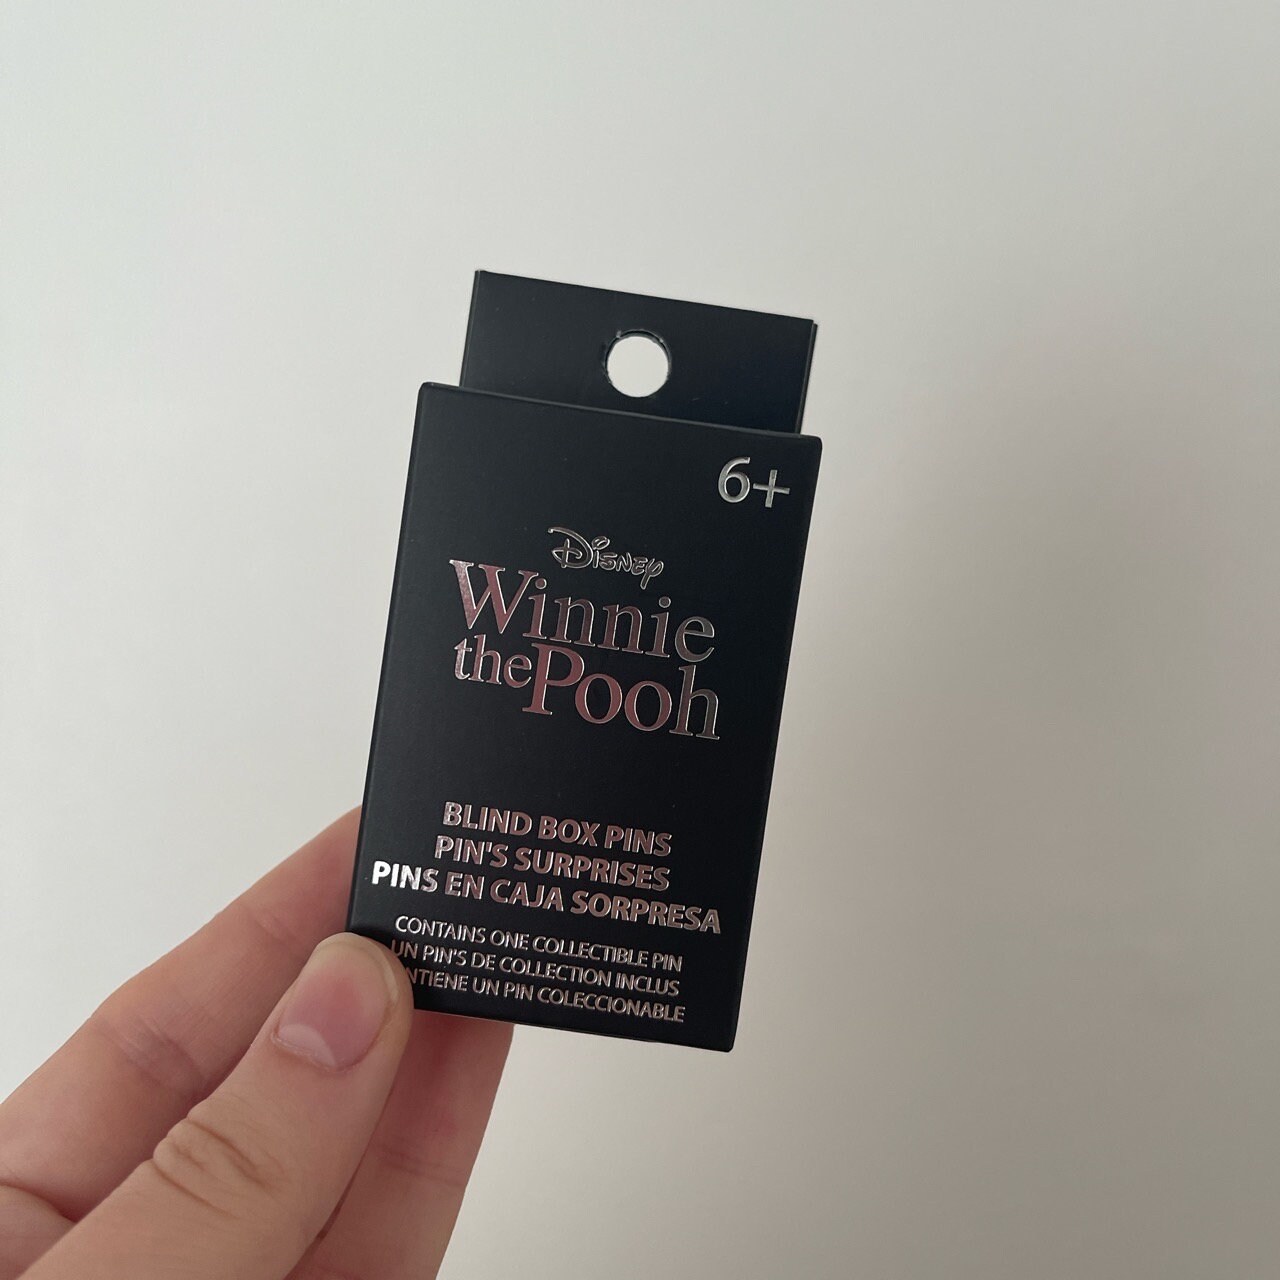 6+
Disney
Winnie
the Pooh
BLIND BOX PINS
PIN'S SURPRISES
PINS EN CAJA SORPRESA
CONTAINS ONE COLLECTIBLE PIN
UN PIN'S DE COLLECTION INCLUS
UN PIN COLECCIONABLE